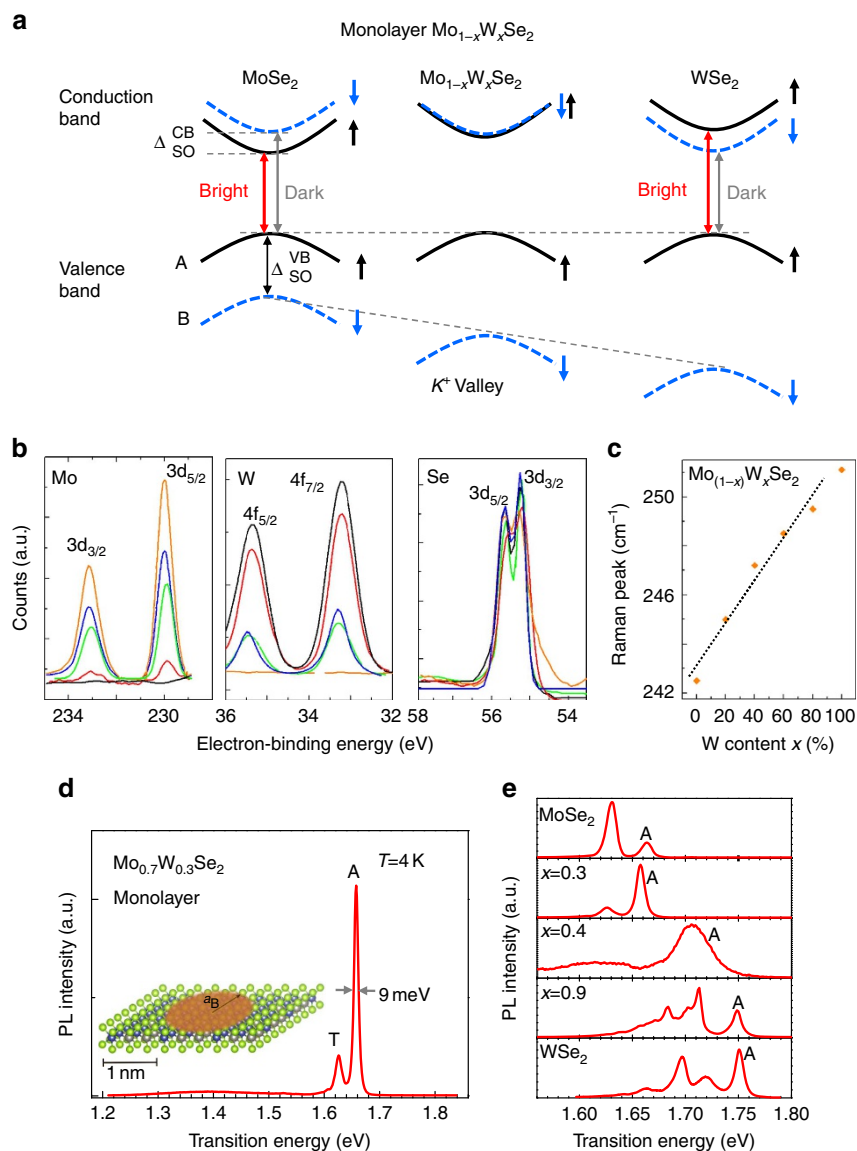 a
Monolayer Mo1−xWxSe2
MoSe2 Mo1−xWxSe2 WSe2
Conduction
band
Δ CB
SO
Bright Dark Bright Dark
A
Valence
band
Δ VB
SO
B
K+ Valley
b
Mo 3d5/2
3d3/2
W 4f7/2
4f5/2
Se 3d3/2
3d5/2
Counts (a.u.)
234 230 36 34 32 58 56 54
Electron-binding energy (eV)
c
Mo(1−x)WxSe2
Raman peak (cm−1)
250
246
242
0 20 40 60 80 100
W content x (%)
d
Mo0.7W0.3Se2 T=4 K
Monolayer A
aB
9 meV
T
1 nm
PL intensity (a.u.)
1.2 1.3 1.4 1.5 1.6 1.7 1.8
Transition energy (eV)
e
MoSe2 A
x=0.3 A
x=0.4 A
x=0.9 A
WSe2 A
PL intensity (a.u.)
1.60 1.65 1.70 1.75 1.80
Transition energy (eV)